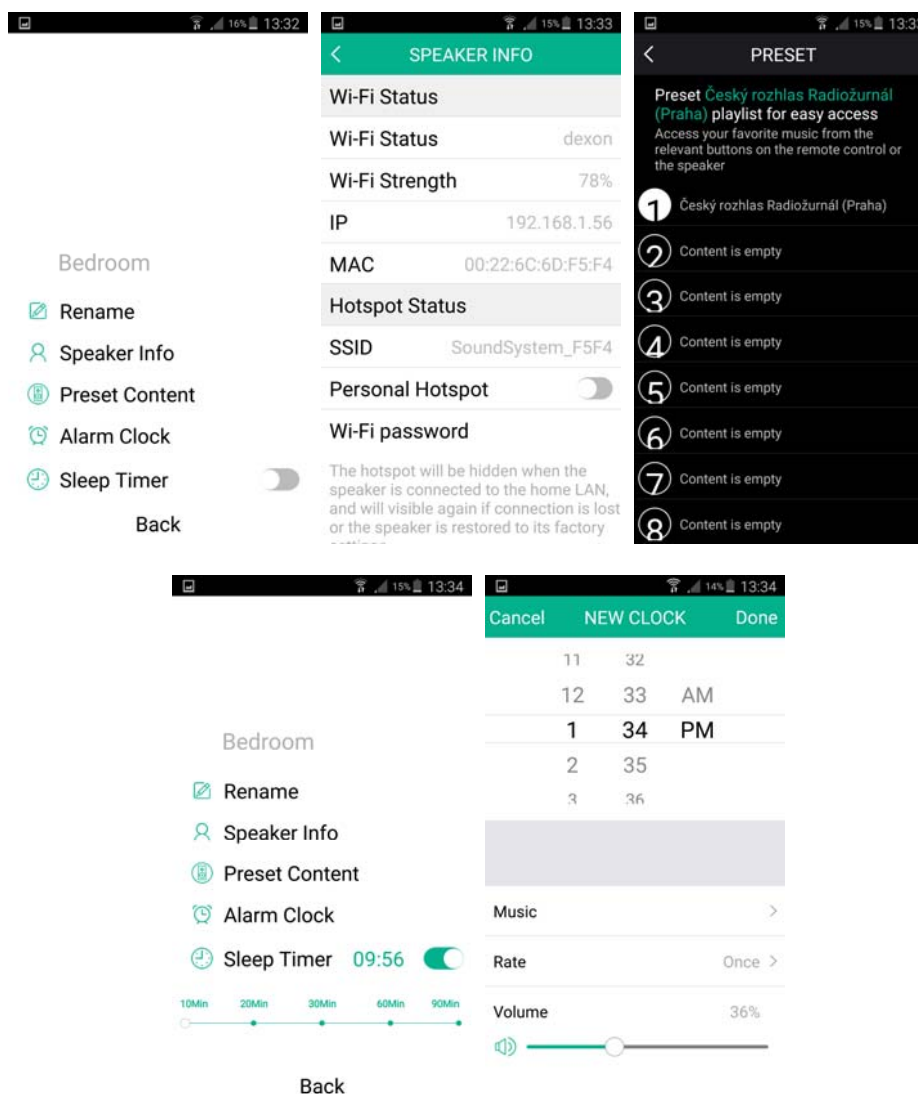 16% 13:32
Bedroom
Rename
Speaker Info
Preset Content
Alarm Clock
Sleep Timer
Back
15% 13:33
SPEAKER INFO
Wi-Fi Status
Wi-Fi Status dexon
Wi-Fi Strength 78%
IP 192.168.1.56
MAC 00:22:6C:6D:F5:F4
Hotspot Status
SSID SoundSystem_F5F4
Personal Hotspot
Wi-Fi password
The hotspot will be hidden when the
speaker is connected to the home LAN,
and will visible again if connection is lost
or the speaker is restored to its factory
15% 13:33
PRESET
Preset Český rozhlas Radiožurnál
(Praha) playlist for easy access
Access your favorite music from the
relevant buttons on the remote control or
the speaker
1 Český rozhlas Radiožurnál (Praha)
2 Content is empty
3 Content is empty
4 Content is empty
5 Content is empty
6 Content is empty
7 Content is empty
8 Content is empty
15% 13:34
Bedroom
Rename
Speaker Info
Preset Content
Alarm Clock
Sleep Timer 09:56
10Min 20Min 30Min 60Min 90Min
Back
14% 13:34
Cancel NEW CLOCK Done
11 32
12 33 AM
1 34 PM
2 35
3 36
Music
Rate Once
Volume 36%